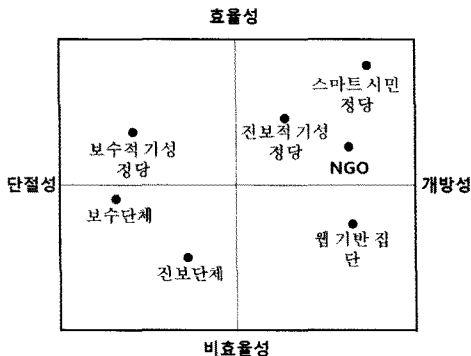 효율성
스마트 시민
정당
진보적 기성
정당
보수적 기성
정당
NGO
단절성
개방성
보수단체
웹 기반 집
단
진보단체
비효율성